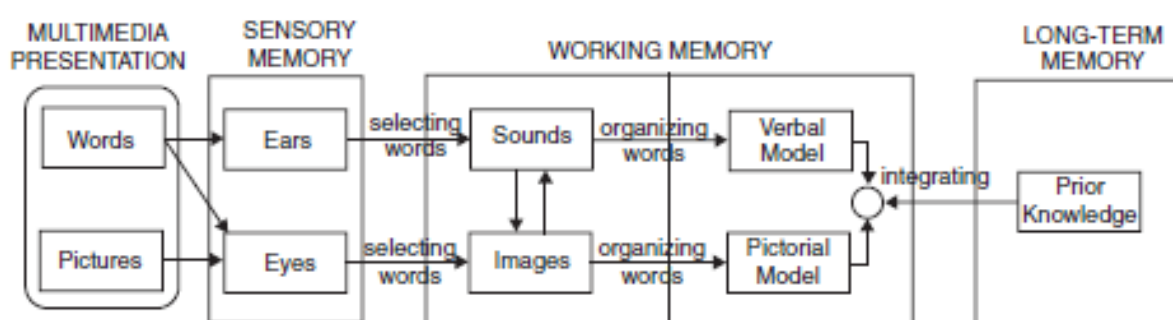 MULTIMEDIA
PRESENTATION
SENSORY
MEMORY
WORKING MEMORY
LONG-TERM
MEMORY
Words
Ears
selecting
words
Sounds
organizing
words
Verbal
Model
integrating
Prior
Knowledge
Pictures
Eyes
selecting
words
Images
organizing
words
Pictorial
Model